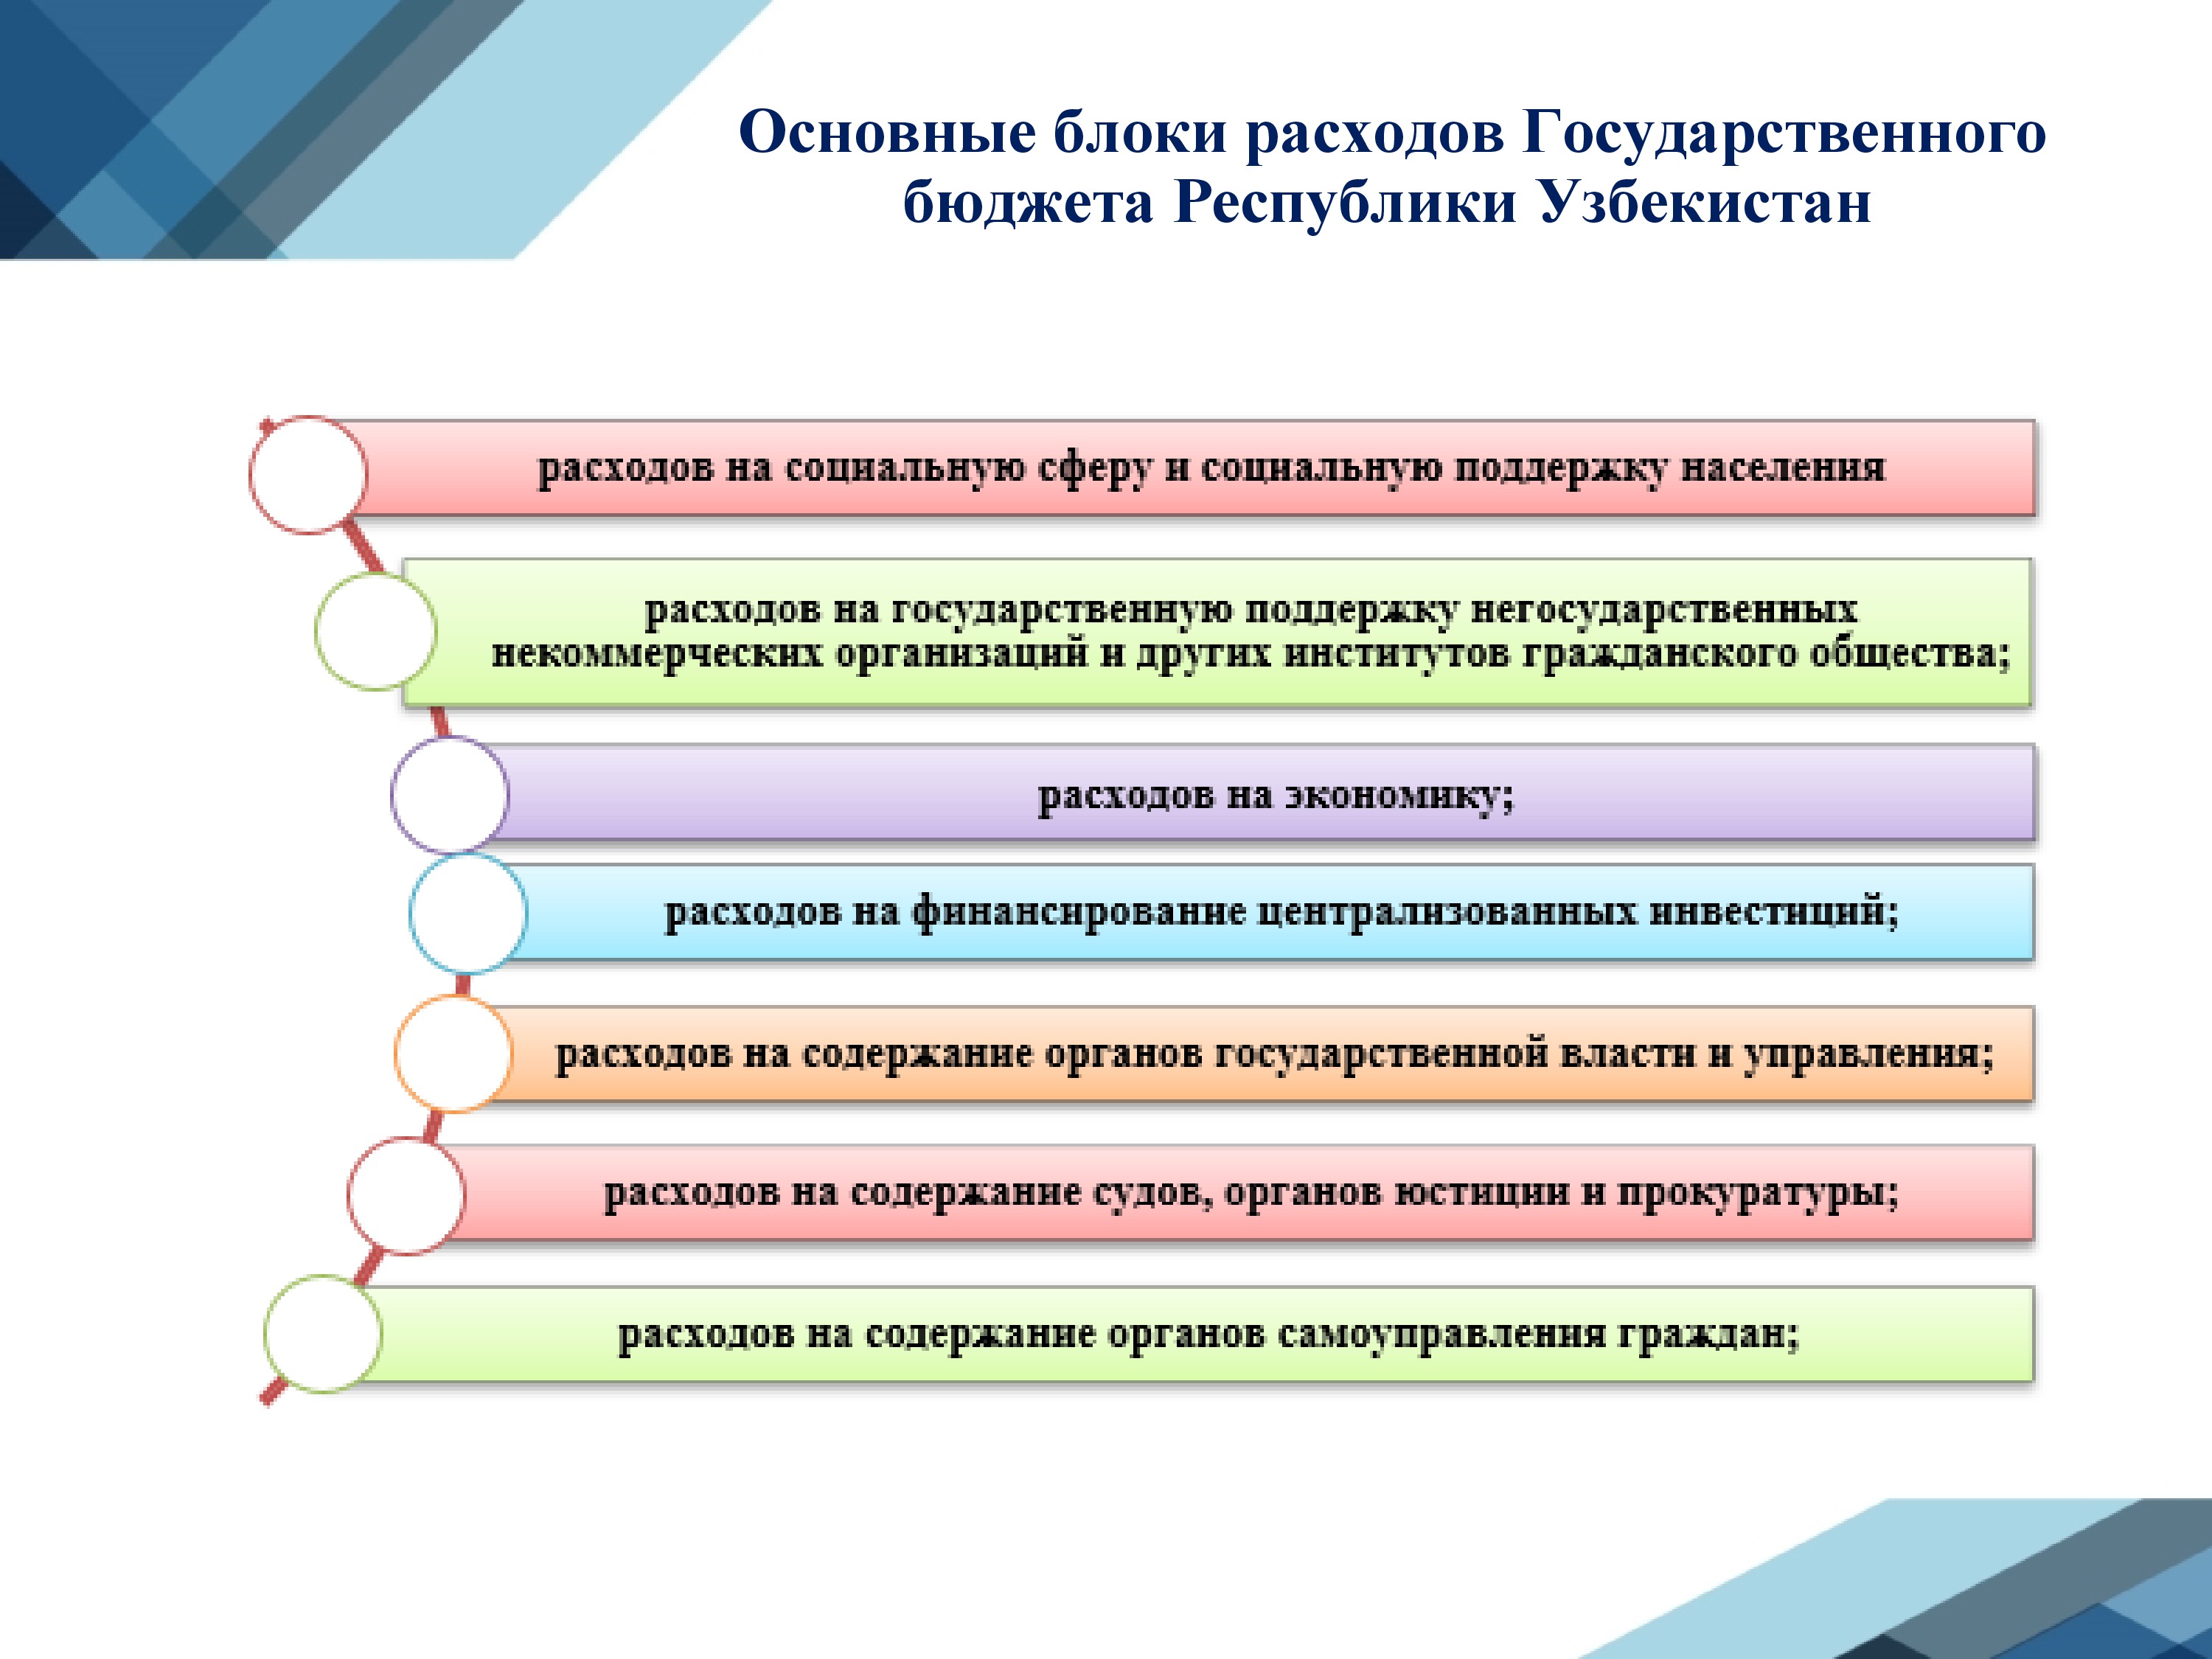 Основные блоки расходов Государственного
бюджета Республики Узбекистан
расходов на социальную сферу и социальную поддержку населения
расходов на государственную поддержку негосударственных
некоммерческих организаций и других институтов гражданского общества;
расходов на экономику;
расходов на финансирование централизованных инвестиций;
расходов на содержание органов государственной власти и управления;
расходов на содержание судов, органов юстиции и прокуратуры;
расходов на содержание органов самоуправления граждан;